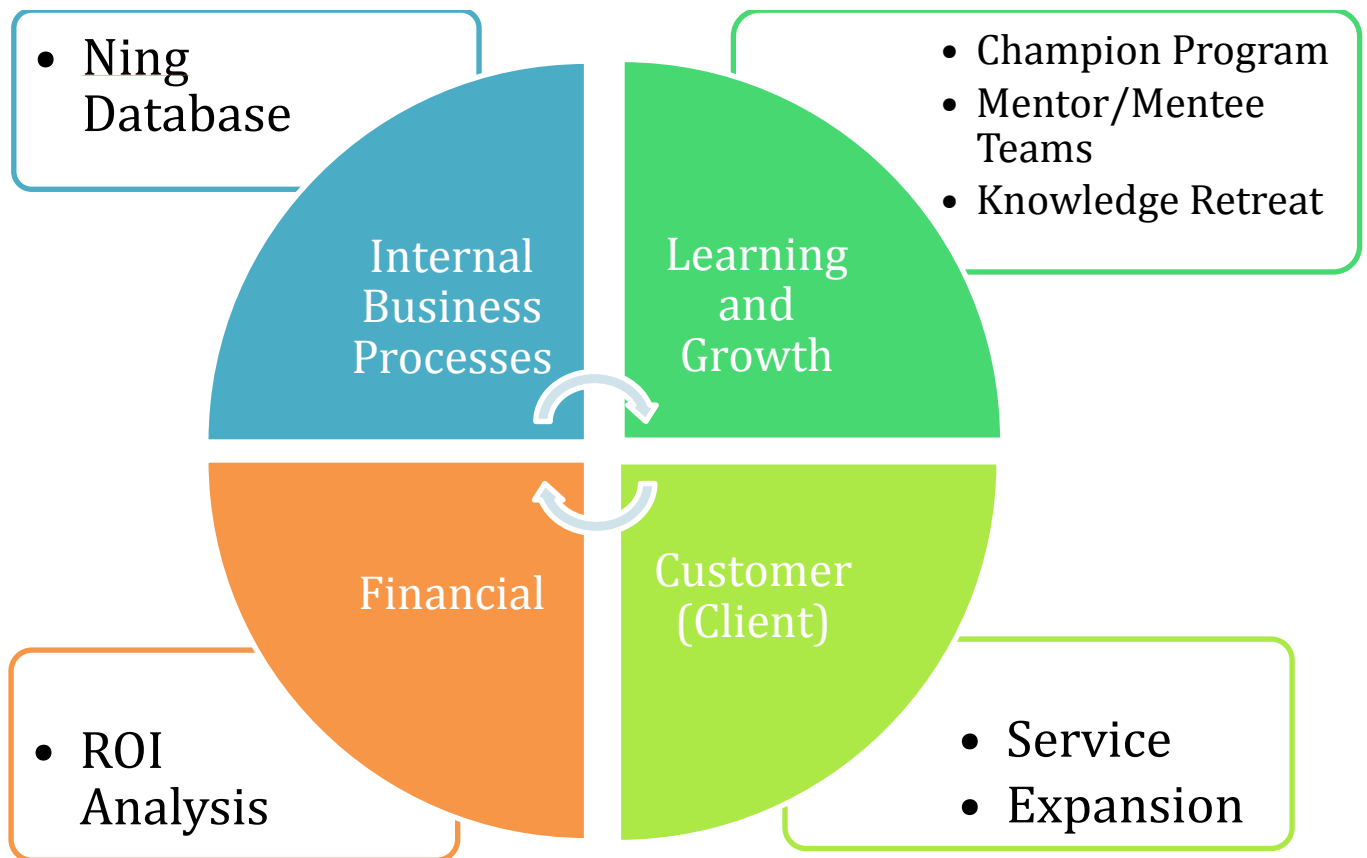 • Ning
Database
• Champion Program
• Mentor/Mentee
Teams
• Knowledge Retreat
Internal
Business
Processes
Learning
and
Growth
Financial
Customer
(Client)
• ROI
Analysis
• Service
• Expansion